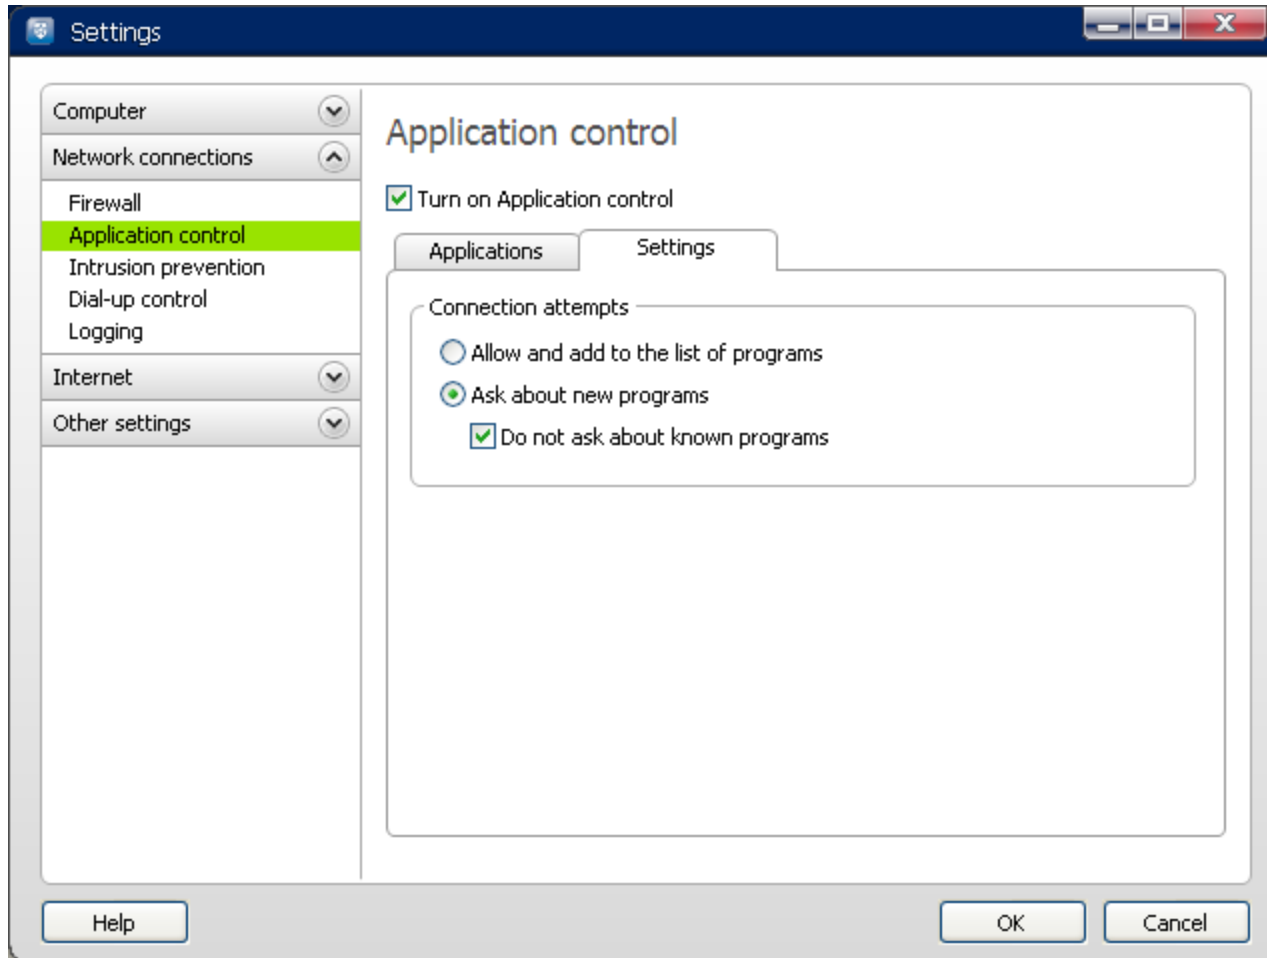 Settings
Computer
Network connections
Firewall
Application control
Intrusion prevention
Dial-up control
Logging
Internet
Other settings
Application control
Turn on Application control
Applications
Settings
Connection attempts
Allow and add to the list of programs
Ask about new programs
Do not ask about known programs
Help
OK
Cancel